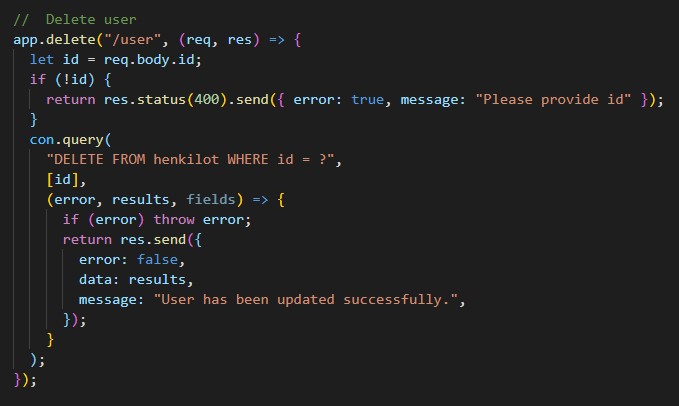 //  Delete user
app.delete("/user", (req, res) => {
  let id = req.body.id;
  if (!id) {
    return res.status(400).send({ error: true, message: "Please provide id" });
  }
  con.query(
    "DELETE FROM henkilot WHERE id = ?",
    [id],
    (error, results, fields) => {
      if (error) throw error;
      return res.send({
        error: false,
        data: results,
        message: "User has been updated successfully.",
      });
    }
  );
});